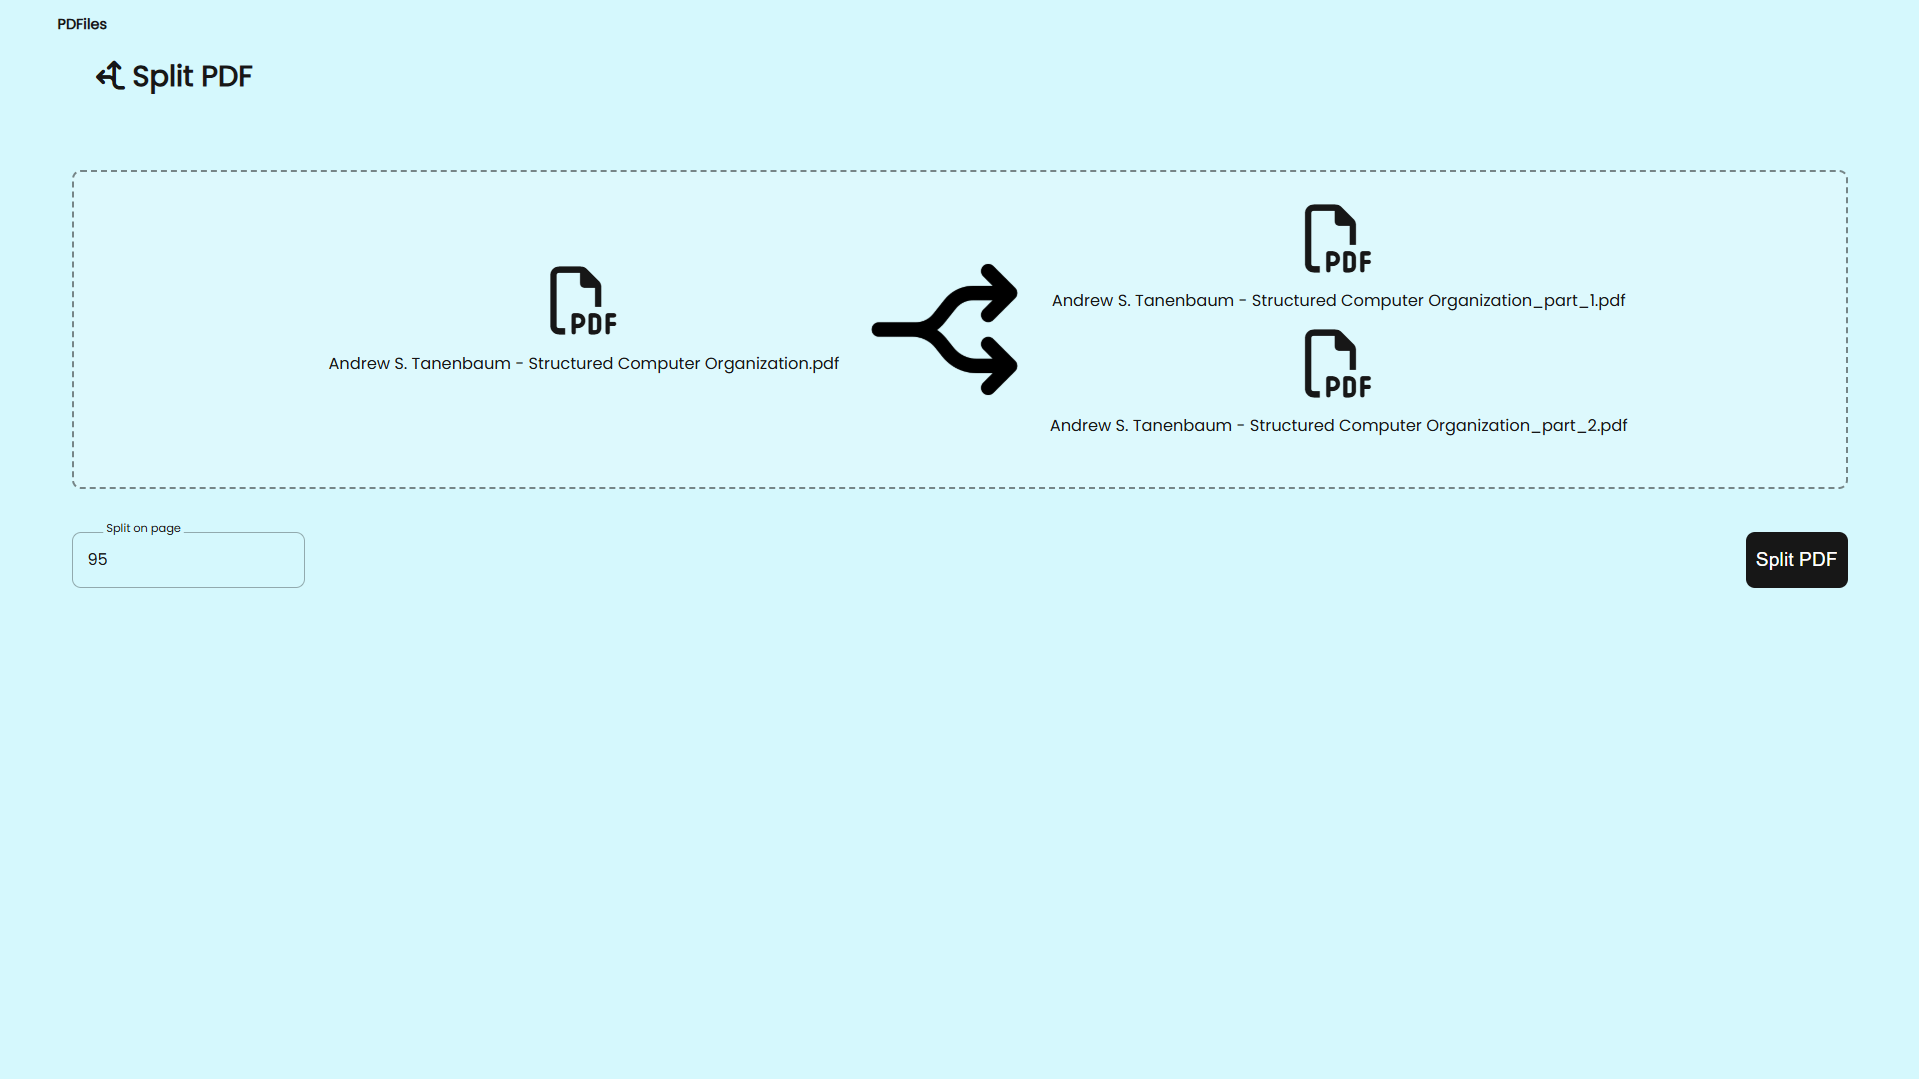 PDFiles
Split PDF
PDF
Andrew S. Tanenbaum - Structured Computer Organization.pdf
PDF
Andrew S. Tanenbaum - Structured Computer Organization_part_1.pdf
PDF
Andrew S. Tanenbaum - Structured Computer Organization_part_2.pdf
Split on page
95
Split PDF